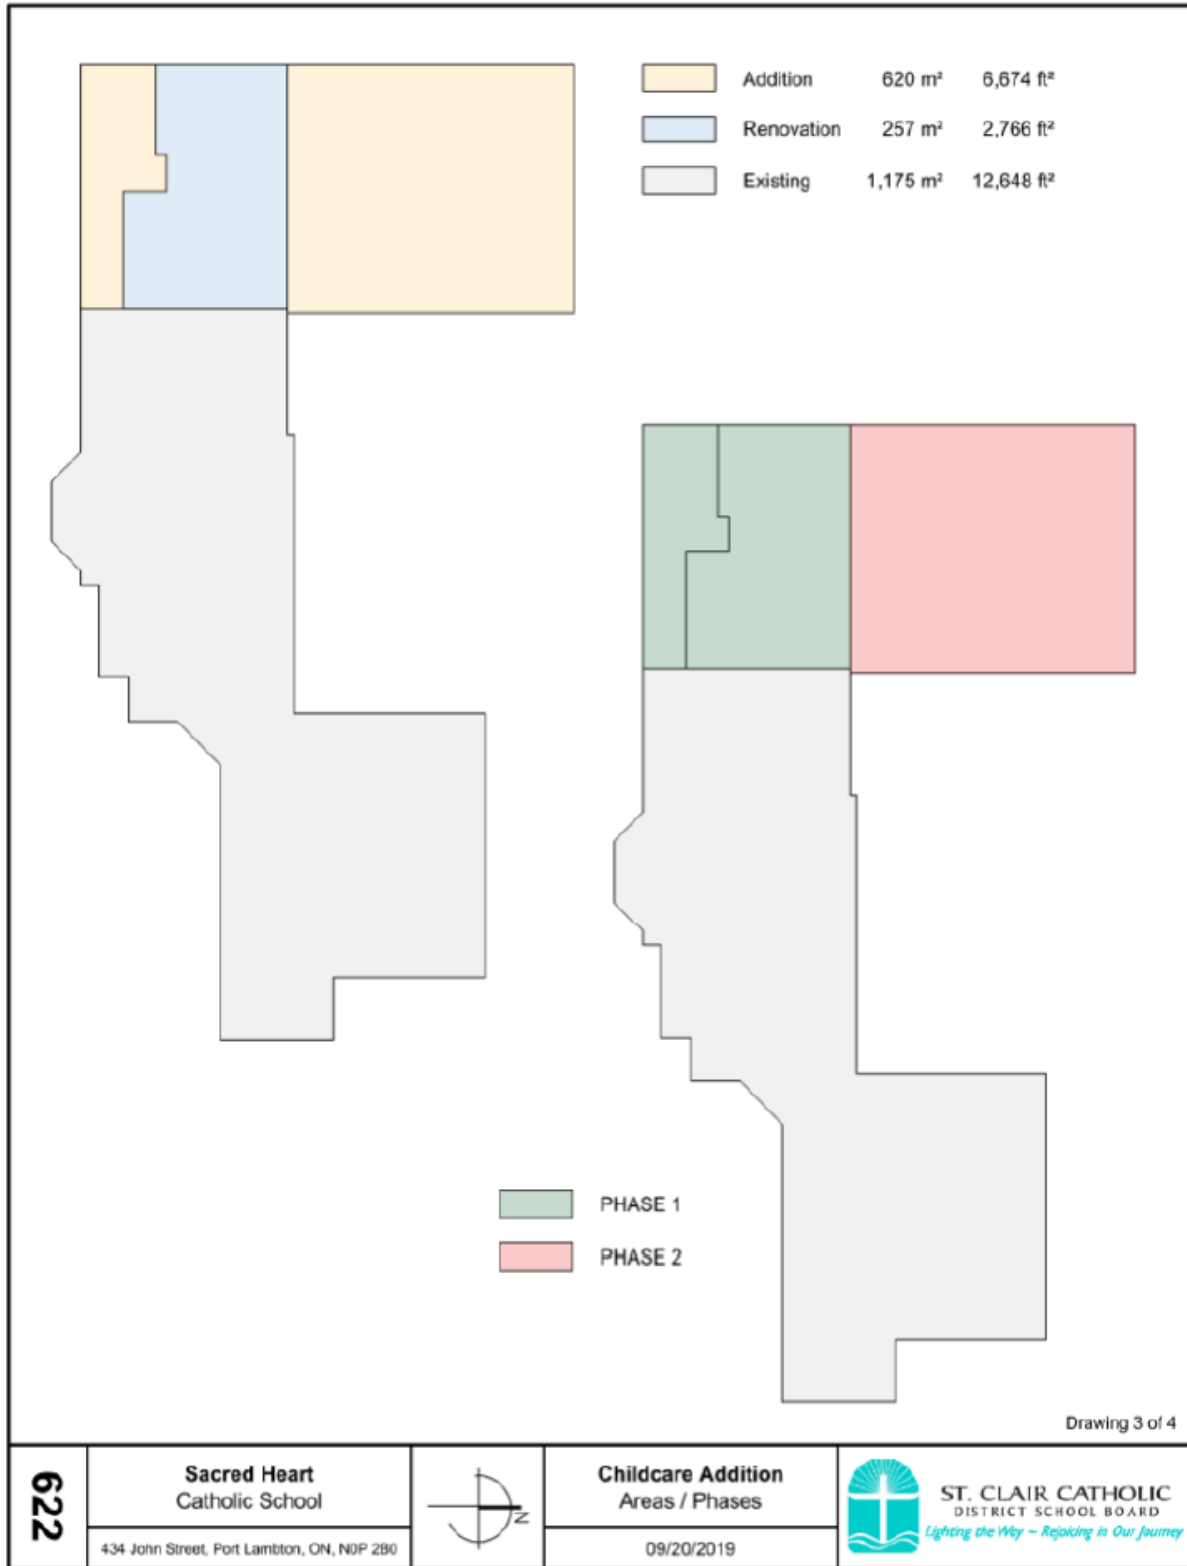 Addition 620 m² 6,674 ft²
Renovation 257 m² 2,766 ft²
Existing 1,175 m² 12,648 ft²
PHASE 1
PHASE 2
Drawing 3 of 4
622
Sacred Heart
Catholic School
434 John Street, Port Lambton, ON, N0P 2B0
N
Childcare Addition
Areas / Phases
09/20/2019
ST. CLAIR CATHOLIC
DISTRICT SCHOOL BOARD
Lighting the Way ~ Rejoicing in Our Journey